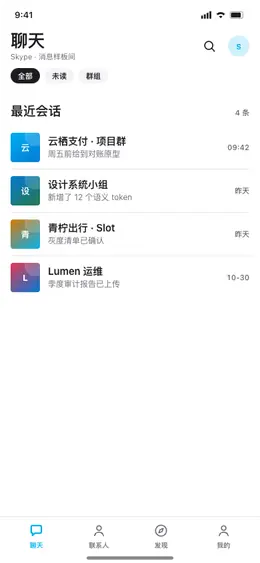 9:41
聊天
Skype · 消息样板间
S
全部
未读
群组
最近会话
4 条
云
云栖支付 · 项目群
周五前给到对账原型
09:42
设
设计系统小组
新增了 12 个语义 token
昨天
青
青柠出行 · Slot
灰度清单已确认
昨天
L
Lumen 运维
季度审计报告已上传
10-30
聊天
联系人
发现
我的